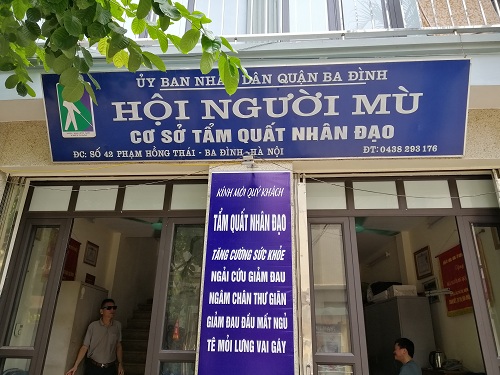 ỦY BAN NHÂN DÂN QUẬN BA ĐÌNH
HỘI NGƯỜI MÙ
CƠ SỞ TẨM QUẤT NHÂN ĐẠO
ĐC: SỐ 42 PHẠM HỒNG THÁI - BA ĐÌNH - HÀ NỘI
ĐT: 0438 293 176
KÍNH MỜI QUÝ KHÁCH
TẨM QUẤT NHÂN ĐẠO
TĂNG CƯỜNG SỨC KHỎE
NGẢI CỨU GIẢM ĐAU
NGÂM CHÂN THƯ GIÃN
GIẢM ĐAU ĐẦU MẤT NGỦ
TÊ MỎI LƯNG VAI GÁY